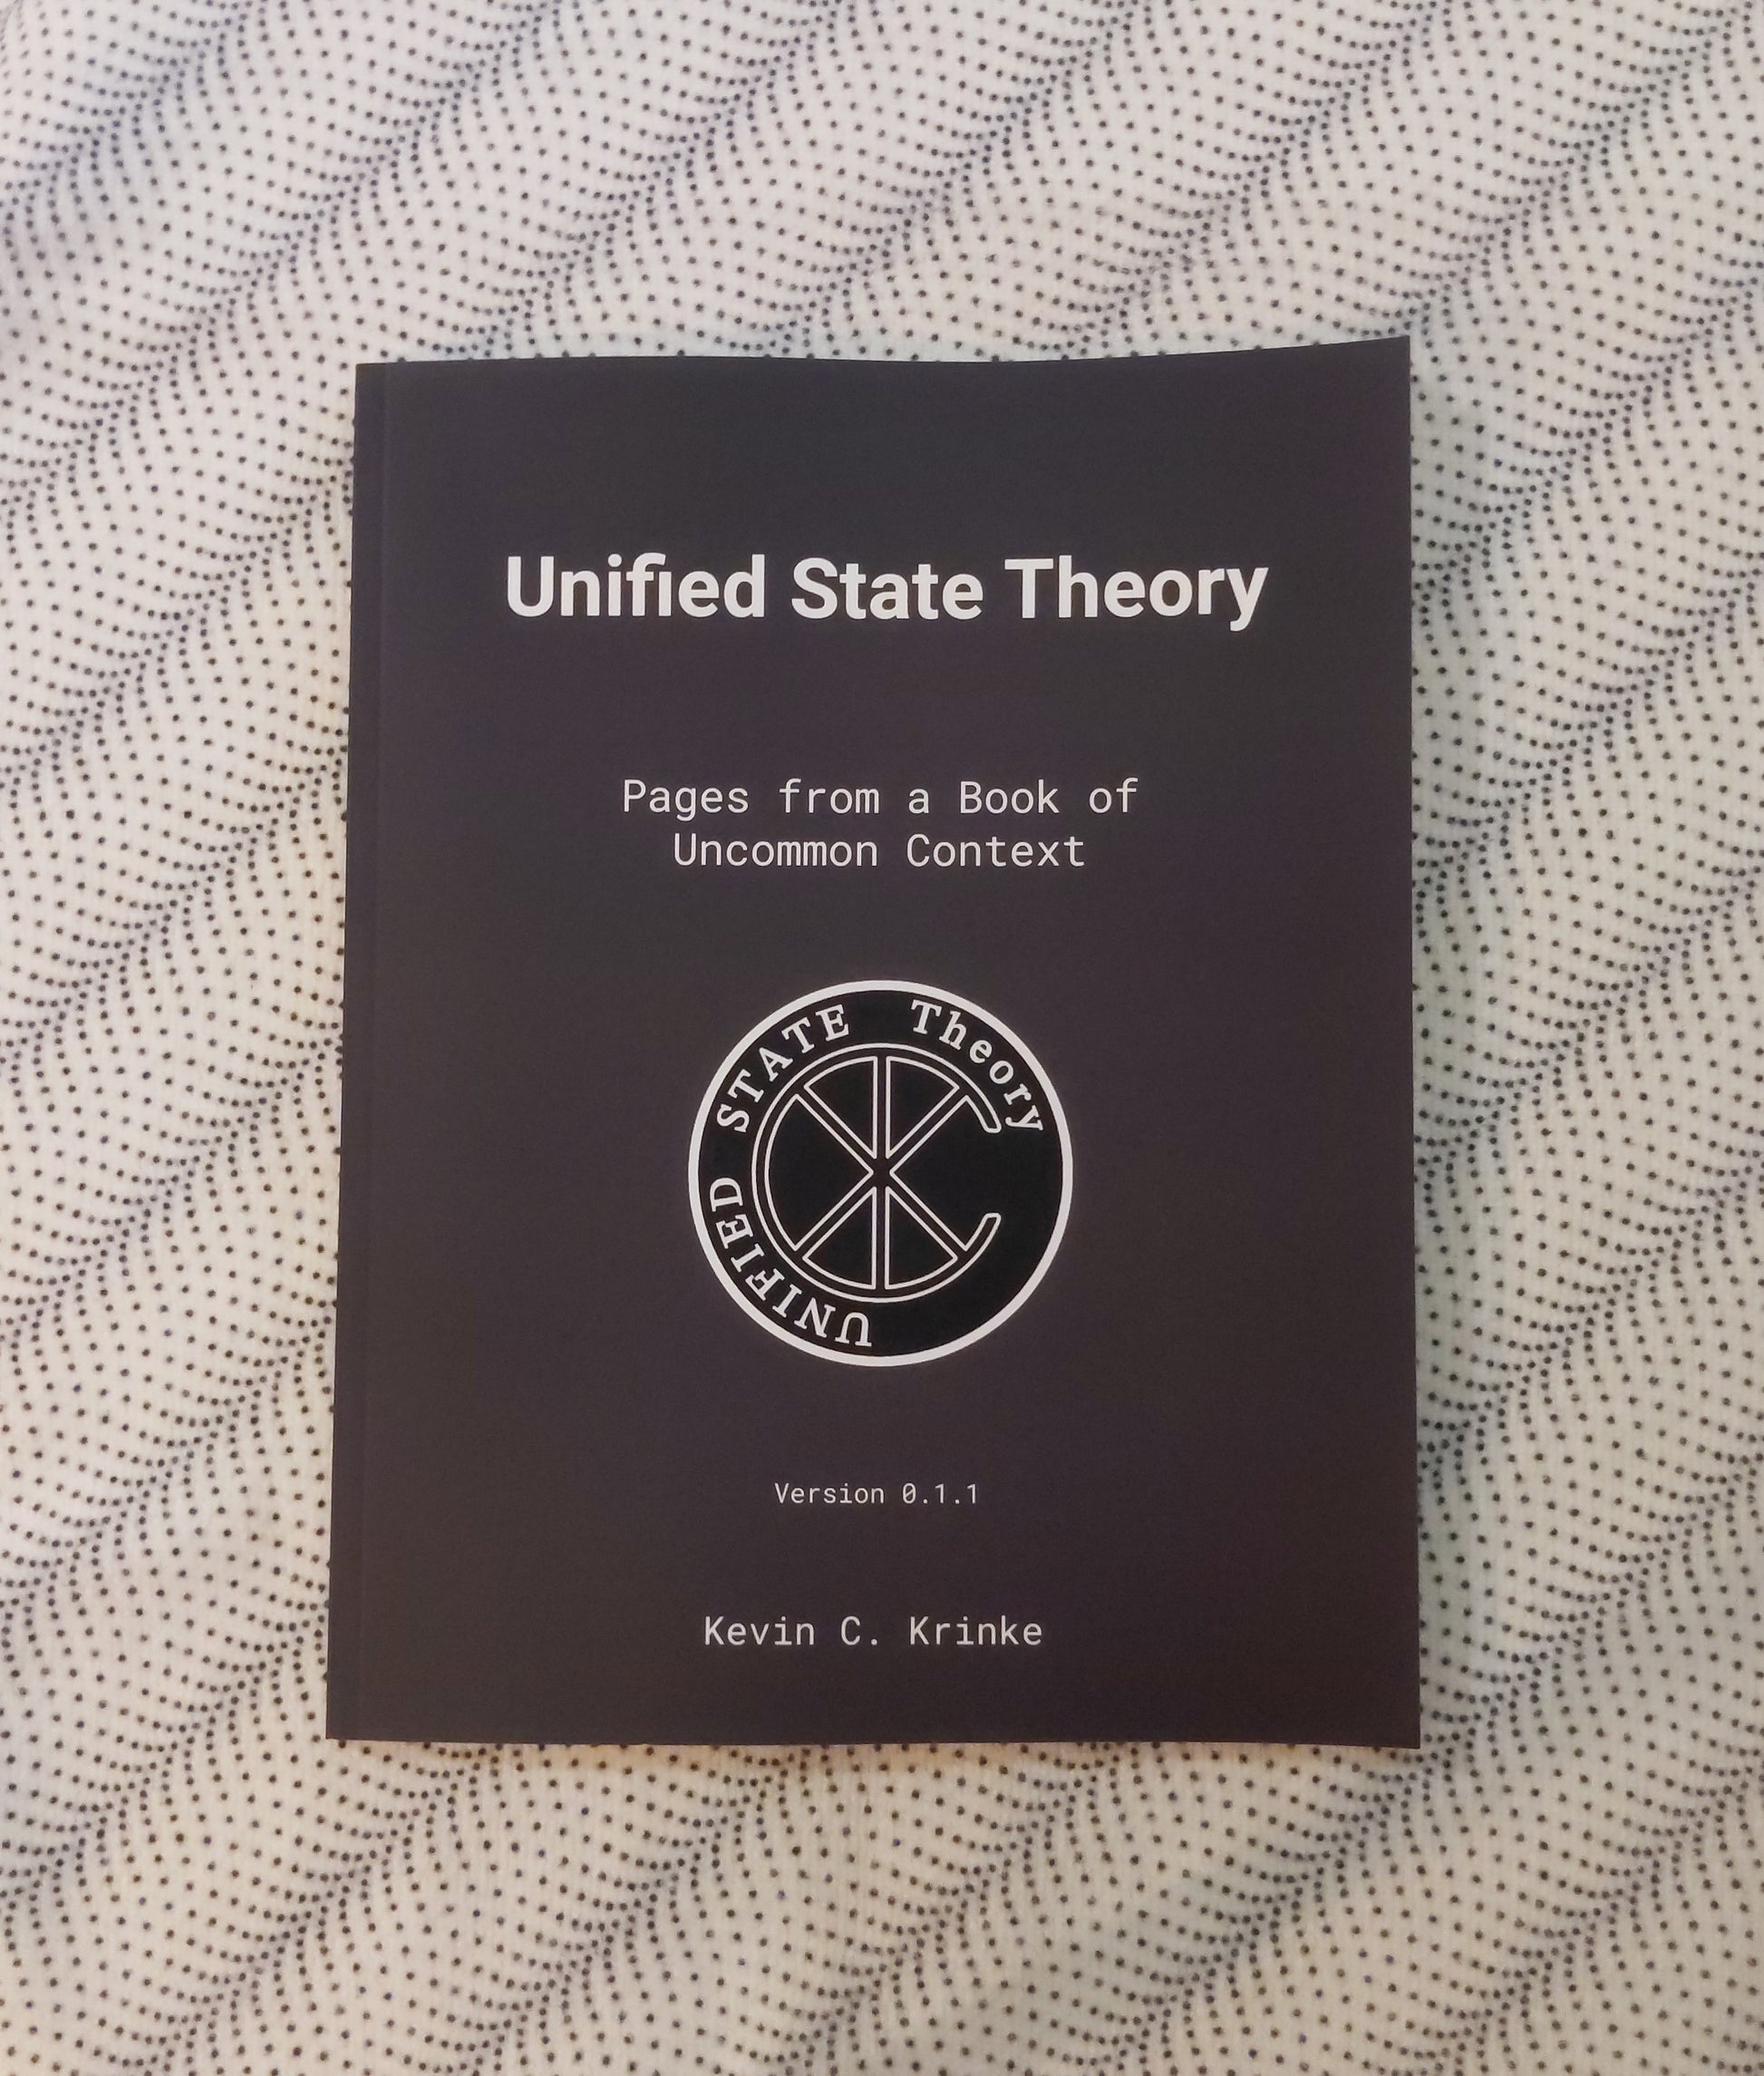 Unified State Theory
Pages from a Book of
Uncommon Context
UNIFIED STATE Theory
Version 0.1.1
Kevin C. Krinke